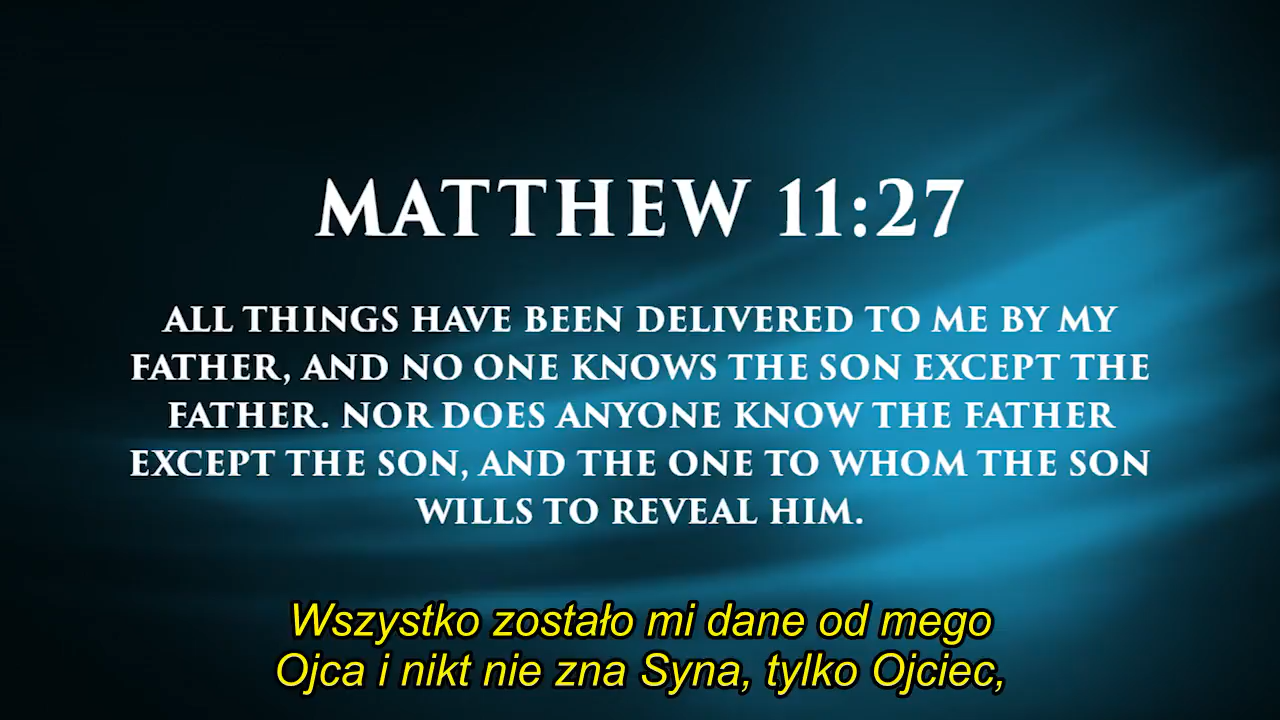 MATTHEW 11:27
ALL THINGS HAVE BEEN DELIVERED TO ME BY MY
FATHER, AND NO ONE KNOWS THE SON EXCEPT THE
FATHER. NOR DOES ANYONE KNOW THE FATHER
EXCEPT THE SON, AND THE ONE TO WHOM THE SON
WILLS TO REVEAL HIM.
Wszystko zostało mi dane od mego
Ojca i nikt nie zna Syna, tylko Ojciec,